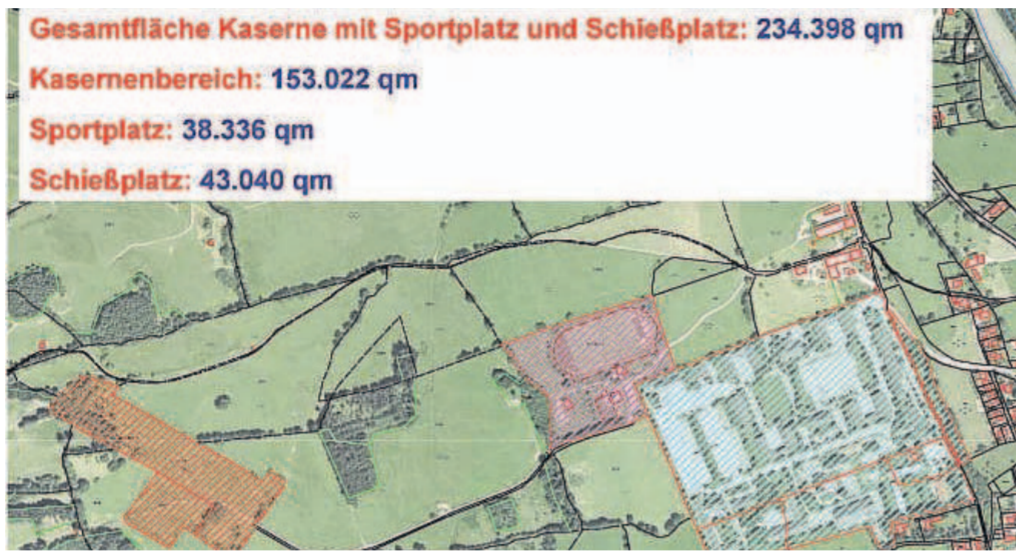 Gesamtfläche Kaserne mit Sportplatz und Schießplatz: 234.398 qm
Kasernenbereich: 153.022 qm
Sportplatz: 38.336 qm
Schießplatz: 43.040 qm